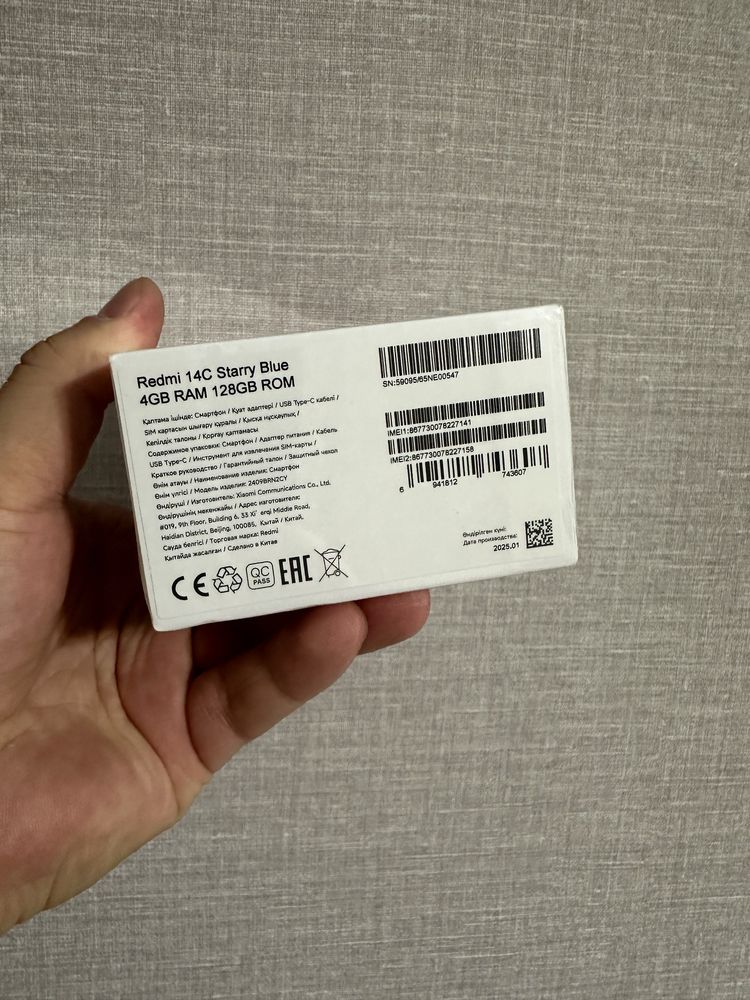 Redmi 14C Starry Blue
4GB RAM 128GB ROM
Қаптама ішінде: Смартфон / Қуат адаптері / USB Type-C кабелі /
SIM картасын шығару құралы / Қысқа нұсқаулық /
Кепілдік талоны / Қорғау қаптамасы
Содержимое упаковки: Смартфон / Адаптер питания / Кабель
USB Type-C / Инструмент для извлечения SIM-карты /
Краткое руководство / Гарантийный талон / Защитный чехол
Өнім атауы / Наименование изделия: Смартфон
Өнім үлгісі / Модель изделия: 2409BRN2CY
Өндіруші / Изготовитель: Xiaomi Communications Co., Ltd.
Өндірушінің мекенжайы / Адрес изготовителя:
#019, 9th Floor, Building 6, 33 Xi' erqi Middle Road,
Haidian District, Beijing, 100085, Қытай / Китай.
Сауда белгісі / Торговая марка: Redmi
Қытайда жасалған / Сделано в Китае
CE QC PASS EAC
SN:59095/65NE00547
IMEI1:867730078227141
IMEI2:867730078227158
6 941812 743607
Өндірілген күні:
Дата производства:
2025.01